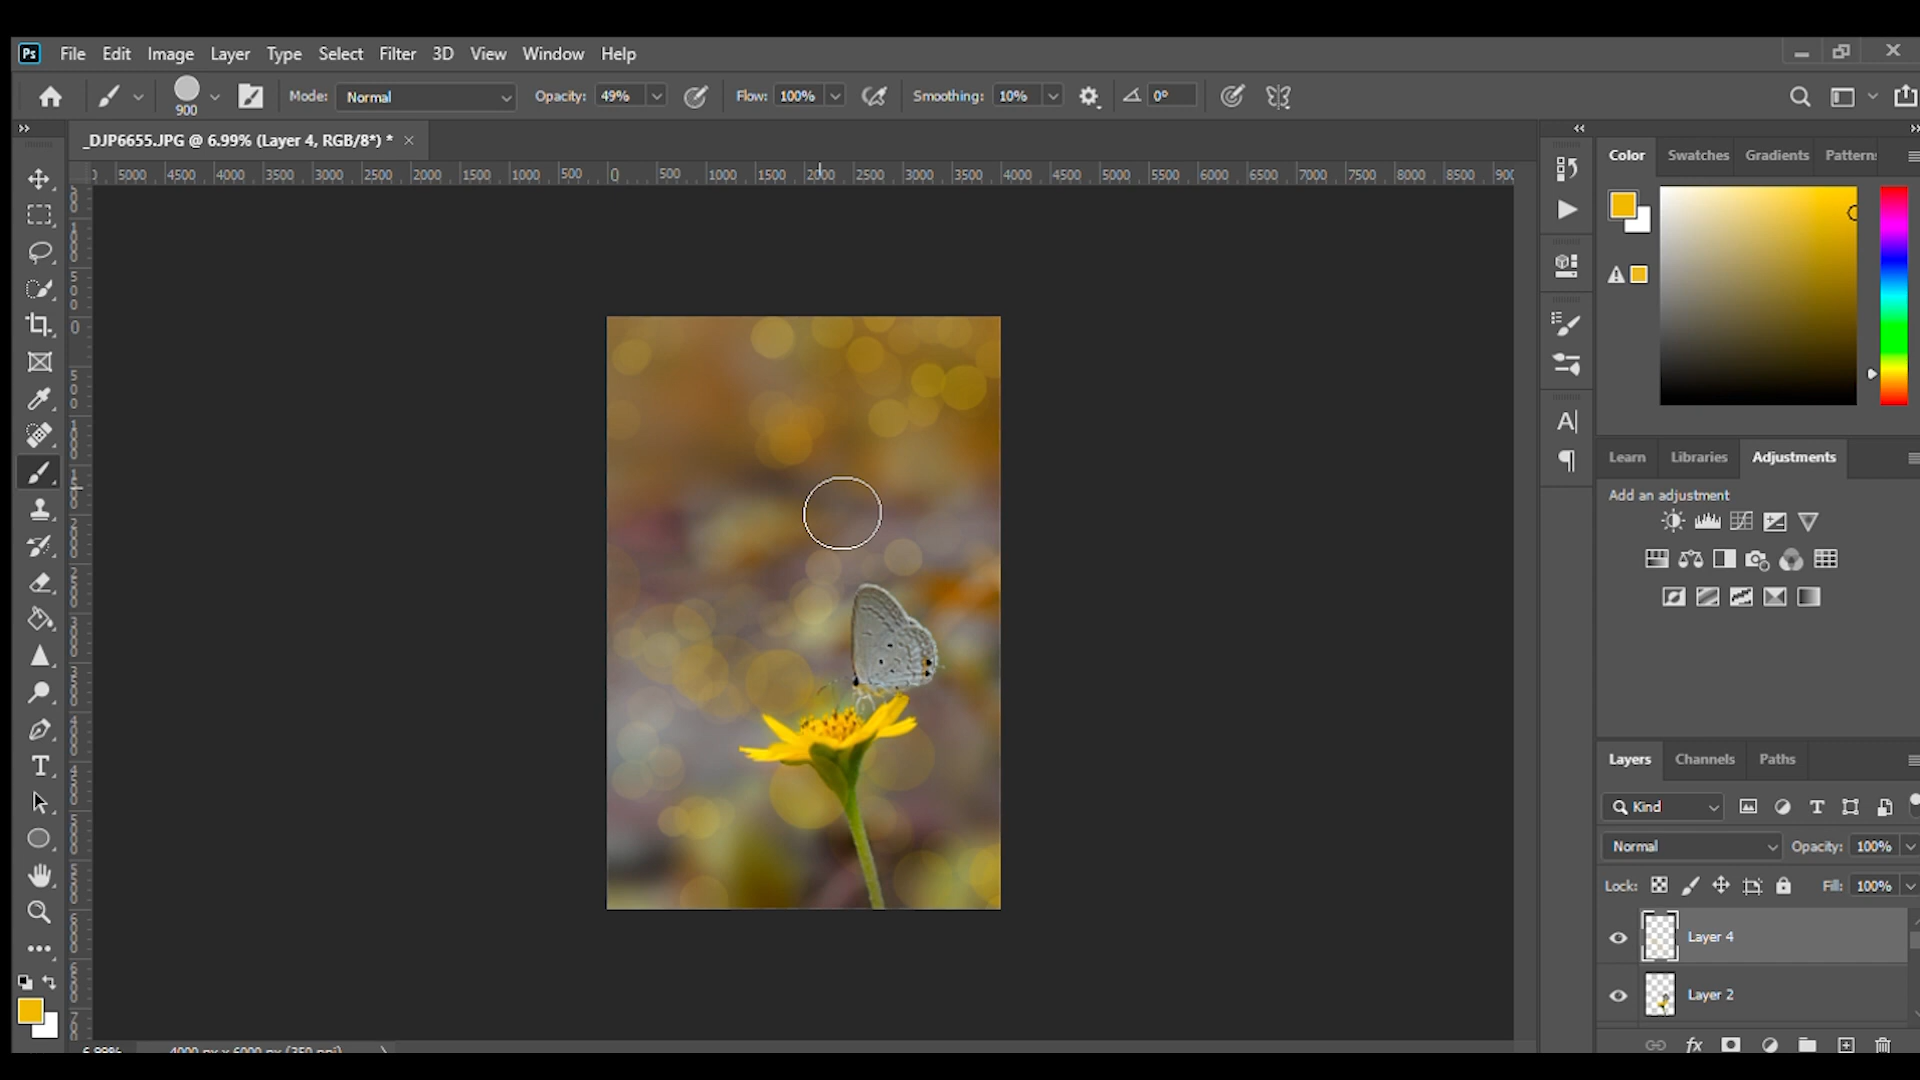 Ps File Edit Image Layer Type Select Filter 3D View Window Help
900 Mode: Normal Opacity: 49% Flow: 100% Smoothing: 10% 0°
_DJP6655.JPG @ 6.99% (Layer 4, RGB/8*) *
5000 4500 4000 3500 3000 2500 2000 1500 1000 500 0 500 1000 1500 2000 2500 3000 3500 4000 4500 5000 5500 6000 6500 7000 7500 8000 8500
Color Swatches Gradients
Learn Libraries Adjustments
Add an adjustment
Layers Channels Paths
Kind
Normal Opacity: 100%
Lock: Fill: 100%
Layer 4
Layer 2
fx
6.99% 4000 px x 6000 px (350 ppi)